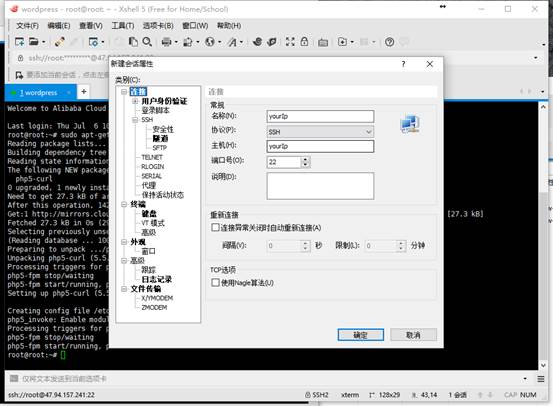 wordpress - root@root: ~ - Xshell 5 (Free for Home/School)
文件(F) 编辑(E) 查看(V) 工具(T) 选项卡(B) 窗口(W) 帮助(H)
ssh://root:*********@47.94.157.241:22
要添加当前会话，点击左
1 wordpress
Welcome to Alibaba Cloud
Last login: Thu Jul 6 10
root@root:~# sudo apt-get
Reading package lists...
Building dependency tree
Reading state information
The following NEW package
php5-curl
0 upgraded, 1 newly insta
Need to get 27.3 kB of ar
After this operation, 142
Get:1 http://mirrors.clou
[27.3 kB]
Fetched 27.3 kB in 0s (29
Selecting previously unse
(Reading database ... 100
Preparing to unpack .../p
Unpacking php5-curl (5.5.
Processing triggers for p
php5-fpm stop/waiting
php5-fpm start/running, p
Setting up php5-curl (5.5
Creating config file /etc
php5_invoke: Enable modul
Processing triggers for p
php5-fpm stop/waiting
php5-fpm start/running, p
root@root:~#
新建会话属性
类别(C):
连接
用户身份验证
登录脚本
SSH
安全性
隧道
SFTP
TELNET
RLOGIN
SERIAL
代理
保持活动状态
终端
键盘
VT 模式
高级
外观
窗口
高级
跟踪
日志记录
文件传输
X/YMODEM
ZMODEM
连接
常规
名称(N): yourIp
协议(P): SSH
主机(H): yourIp
端口号(O): 22
说明(D):
重新连接
连接异常关闭时自动重新连接(A)
间隔(V): 0 秒 限制(L): 0 分钟
TCP选项
使用Nagle算法(U)
确定 取消
仅将文本发送到当前选项卡
ssh://root@47.94.157.241:22 SSH2 xterm 128x29 43,14 1 会话 CAP NUM